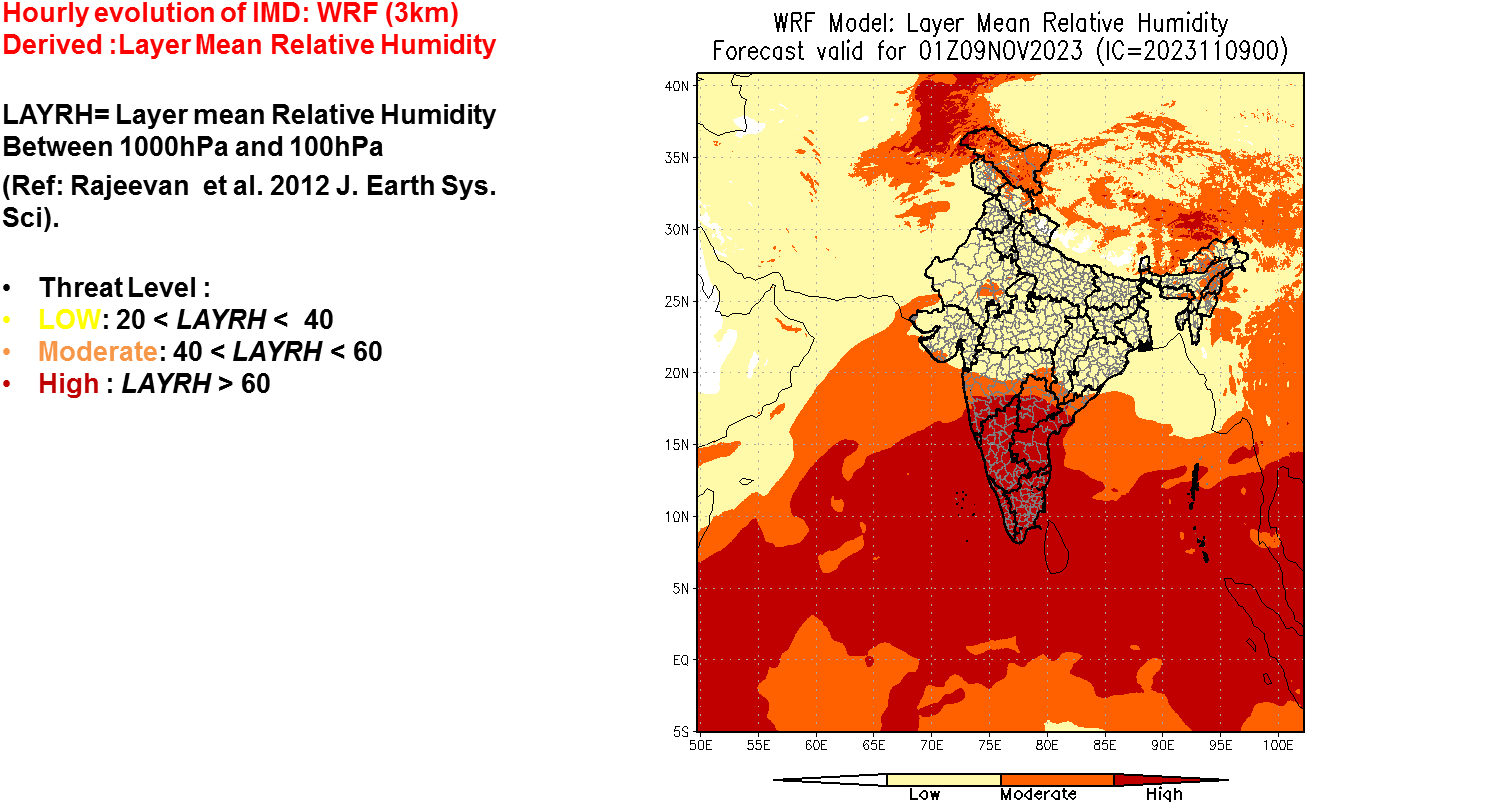 Hourly evolution of IMD: WRF (3km)
Derived :Layer Mean Relative Humidity
LAYRH= Layer mean Relative Humidity
Between 1000hPa and 100hPa
(Ref: Rajeevan et al. 2012 J. Earth Sys.
Sci).
• Threat Level :
• LOW: 20 < LAYRH < 40
• Moderate: 40 < LAYRH < 60
• High : LAYRH > 60
WRF Model: Layer Mean Relative Humidity
Forecast valid for 01Z09NOV2023 (IC=2023110900)
40N
35N
30N
25N
20N
15N
10N
5N
EQ
5S
50E 55E 60E 65E 70E 75E 80E 85E 90E 95E 100E
Low Moderate High